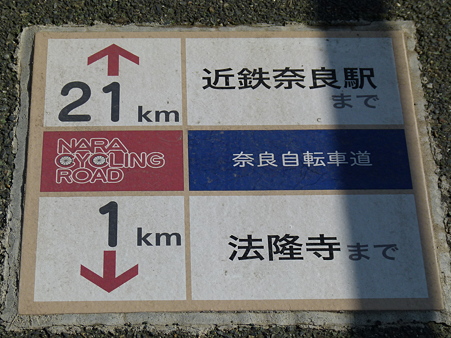 ↑ 近鉄奈良駅
21 km まで
NARA
CYCLING
ROAD
奈良自転車道
1 km 法隆寺まで
↓